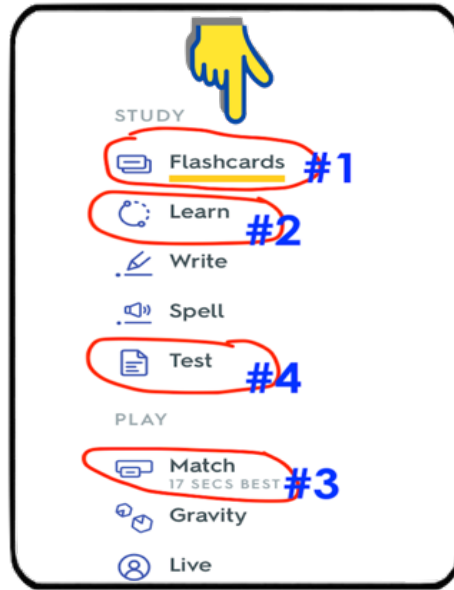 STUDY
Flashcards #1
Learn #2
Write
Spell
Test #4
PLAY
Match
17 SECS BEST #3
Gravity
Live